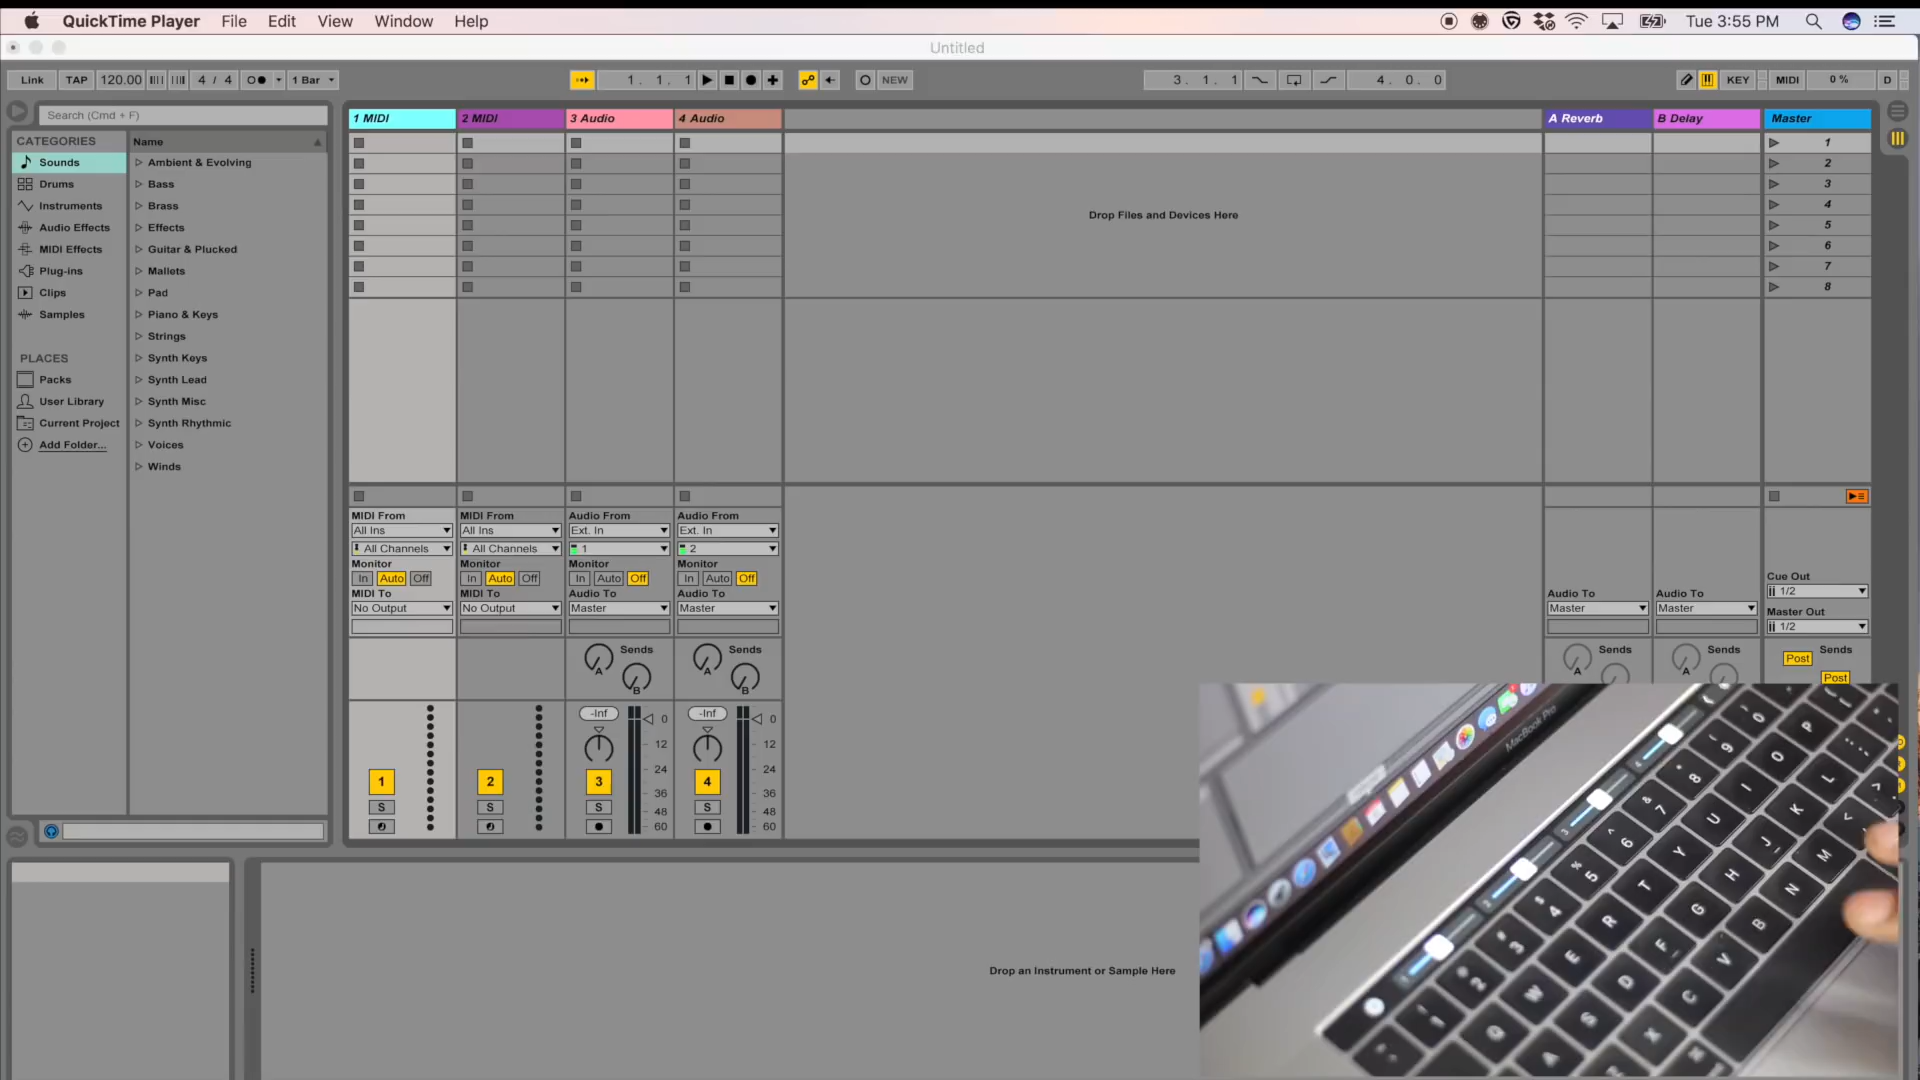 QuickTime Player File Edit View Window Help Tue 3:55 PM
Untitled
Link TAP 120.00 4 / 4 1 Bar 1. 1. 1 NEW 3. 1. 1 4. 0. 0 KEY MIDI 0 % D
Search (Cmd + F)
CATEGORIES
Sounds
Drums
Instruments
Audio Effects
MIDI Effects
Plug-ins
Clips
Samples
PLACES
Packs
User Library
Current Project
Add Folder...
Name
Ambient & Evolving
Bass
Brass
Effects
Guitar & Plucked
Mallets
Pad
Piano & Keys
Strings
Synth Keys
Synth Lead
Synth Misc
Synth Rhythmic
Voices
Winds
1 MIDI 2 MIDI 3 Audio 4 Audio A Reverb B Delay Master
1
2
3
4
5
6
7
8
Drop Files and Devices Here
MIDI From MIDI From Audio From Audio From
All Ins All Ins Ext. In Ext. In
All Channels All Channels 1 2
Monitor Monitor Monitor Monitor
In Auto Off In Auto Off In Auto Off In Auto Off
MIDI To MIDI To Audio To Audio To Audio To Audio To
No Output No Output Master Master Master Master
Cue Out
1/2
Master Out
1/2
Sends Sends Sends Sends Sends
A A A A Post
B B Post
-Inf -Inf
0 0
12 12
24 24
36 36
48 48
60 60
1 2 3 4
S S S S
Drop an Instrument or Sample Here
MacBook Pro